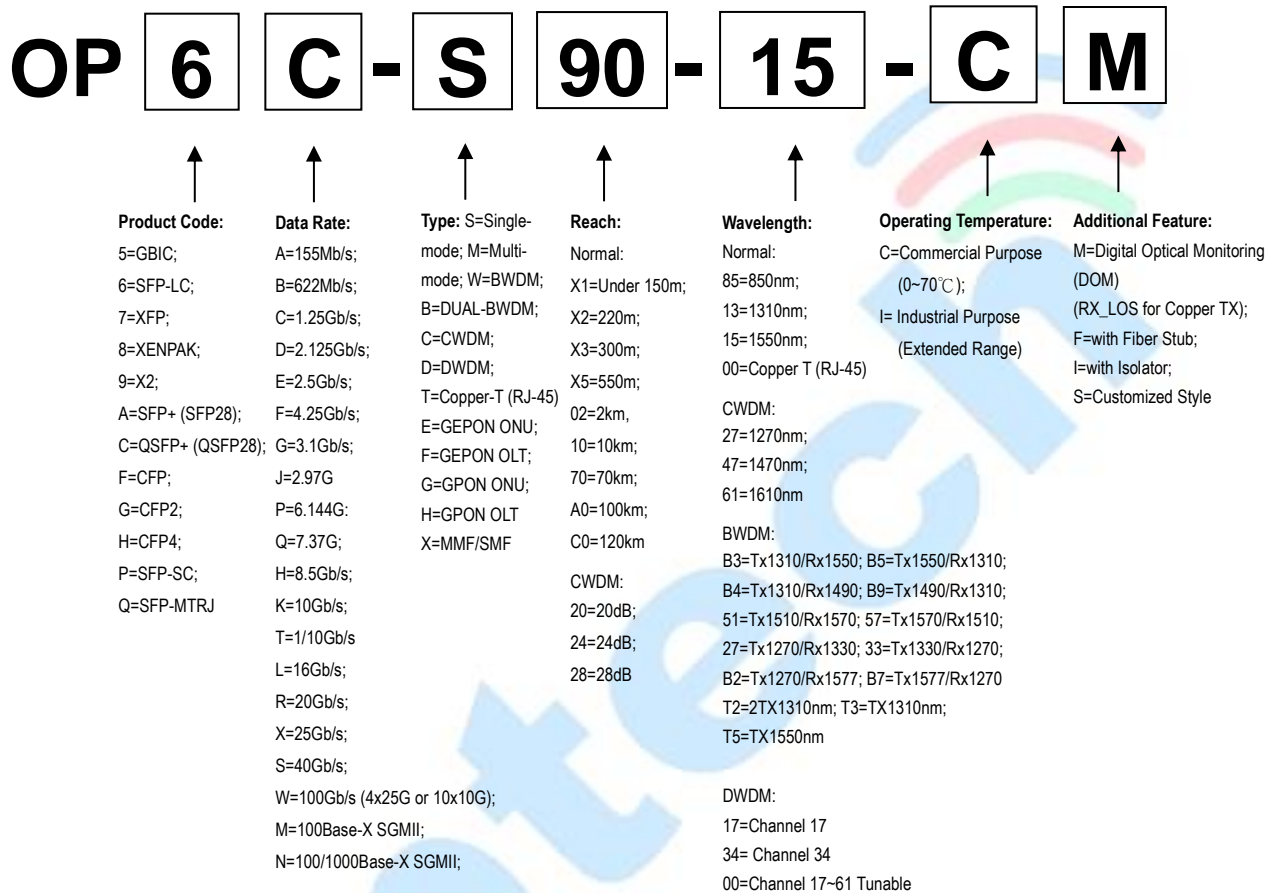 OP 6 C - S 90 - 15 - C M
Product Code:
5=GBIC;
6=SFP-LC;
7=XFP;
8=XENPAK;
9=X2;
A=SFP+ (SFP28);
C=QSFP+ (QSFP28);
F=CFP;
G=CFP2;
H=CFP4;
P=SFP-SC;
Q=SFP-MTRJ
Data Rate:
A=155Mb/s;
B=622Mb/s;
C=1.25Gb/s;
D=2.125Gb/s;
E=2.5Gb/s;
F=4.25Gb/s;
G=3.1Gb/s;
J=2.97G
P=6.144G:
Q=7.37G;
H=8.5Gb/s;
K=10Gb/s;
T=1/10Gb/s
L=16Gb/s;
R=20Gb/s;
X=25Gb/s;
S=40Gb/s;
W=100Gb/s (4x25G or 10x10G);
M=100Base-X SGMII;
N=100/1000Base-X SGMII;
Type: S=Single-
mode; M=Multi-
mode; W=BWDM;
B=DUAL-BWDM;
C=CWDM;
D=DWDM;
T=Copper-T (RJ-45)
E=GEPON ONU;
F=GEPON OLT;
G=GPON ONU;
H=GPON OLT
X=MMF/SMF
Reach:
Normal:
X1=Under 150m;
X2=220m;
X3=300m;
X5=550m;
02=2km,
10=10km;
70=70km;
A0=100km;
C0=120km
CWDM:
20=20dB;
24=24dB;
28=28dB
Wavelength:
Normal:
85=850nm;
13=1310nm;
15=1550nm;
00=Copper T (RJ-45)
CWDM:
27=1270nm;
47=1470nm;
61=1610nm
BWDM:
B3=Tx1310/Rx1550; B5=Tx1550/Rx1310;
B4=Tx1310/Rx1490; B9=Tx1490/Rx1310;
51=Tx1510/Rx1570; 57=Tx1570/Rx1510;
27=Tx1270/Rx1330; 33=Tx1330/Rx1270;
B2=Tx1270/Rx1577; B7=Tx1577/Rx1270
T2=2TX1310nm; T3=TX1310nm;
T5=TX1550nm
DWDM:
17=Channel 17
34= Channel 34
00=Channel 17~61 Tunable
Operating Temperature:
C=Commercial Purpose
(0~70℃);
I= Industrial Purpose
(Extended Range)
Additional Feature:
M=Digital Optical Monitoring
(DOM)
(RX_LOS for Copper TX);
F=with Fiber Stub;
I=with Isolator;
S=Customized Style
tech